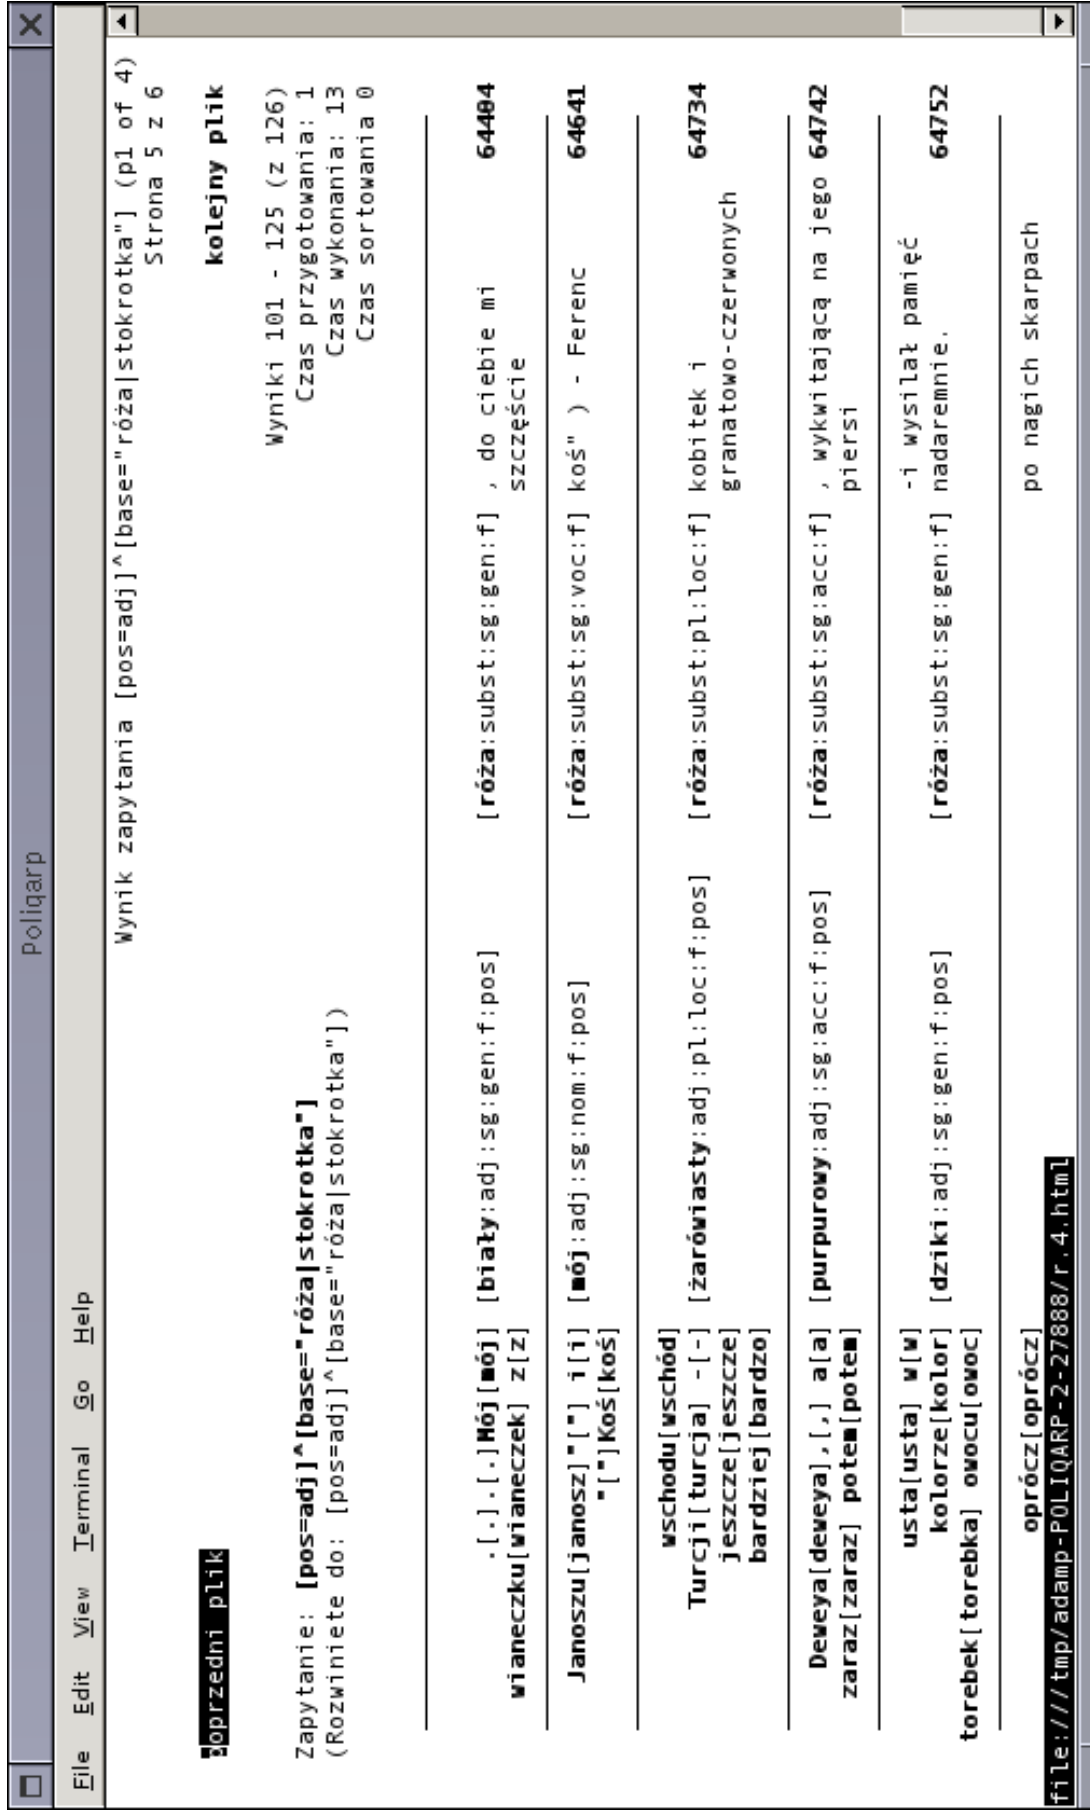 Poliqarp
File Edit View Terminal Go Help
Wynik zapytania [pos=adj]^[base="róża|stokrotka"] (p1 of 4)
Strona 5 z 6
poprzedni plik kolejny plik
Wyniki 101 - 125 (z 126)
Zapytanie: [pos=adj]^[base="róża|stokrotka"] Czas przygotowania: 1
(Rozwiniete do: [pos=adj]^[base="róża|stokrotka"]) Czas wykonania: 13
Czas sortowania 0
.[.].[.]Mój[mój] [biały:adj:sg:gen:f:pos] [róża:subst:sg:gen:f] , do ciebie mi 64404
wianeczku[wianeczek] z[z] szczęście
Janoszu[janosz]"["] i[i] [mój:adj:sg:nom:f:pos] [róża:subst:sg:voc:f] koś" ) - Ferenc 64641
"["]Koś[koś]
wschodu[wschód]
Turcji[turcja] -[-] [żarówiasty:adj:pl:loc:f:pos] [róża:subst:pl:loc:f] kobitek i 64734
jeszcze[jeszcze] granatowo-czerwonych
bardziej[bardzo]
Deweya[deweya],[,] a[a] [purpurowy:adj:sg:acc:f:pos] [róża:subst:sg:acc:f] , wykwitającą na jego 64742
zaraz[zaraz] potem[potem] piersi
usta[usta] w[w] -i wysilał pamięć
kolorze[kolor] [dziki:adj:sg:gen:f:pos] [róża:subst:sg:gen:f] nadaremnie. 64752
torebek[torebka] owocu[owoc]
oprócz[oprócz] po nagich skarpach
file:///tmp/adamp-POLIQARP-2-27888/r.4.html